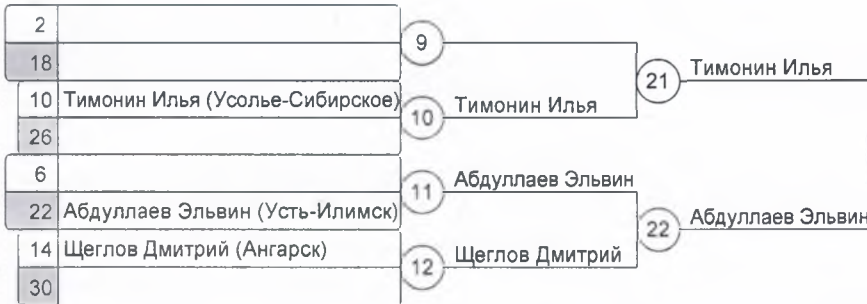 2
9
18
21 Тимонин Илья
10 Тимонин Илья (Усолье-Сибирское)
10 Тимонин Илья
26
6
11 Абдуллаев Эльвин
22 Абдуллаев Эльвин (Усть-Илимск)
22 Абдуллаев Эльвин
14 Щеглов Дмитрий (Ангарск)
12 Щеглов Дмитрий
30